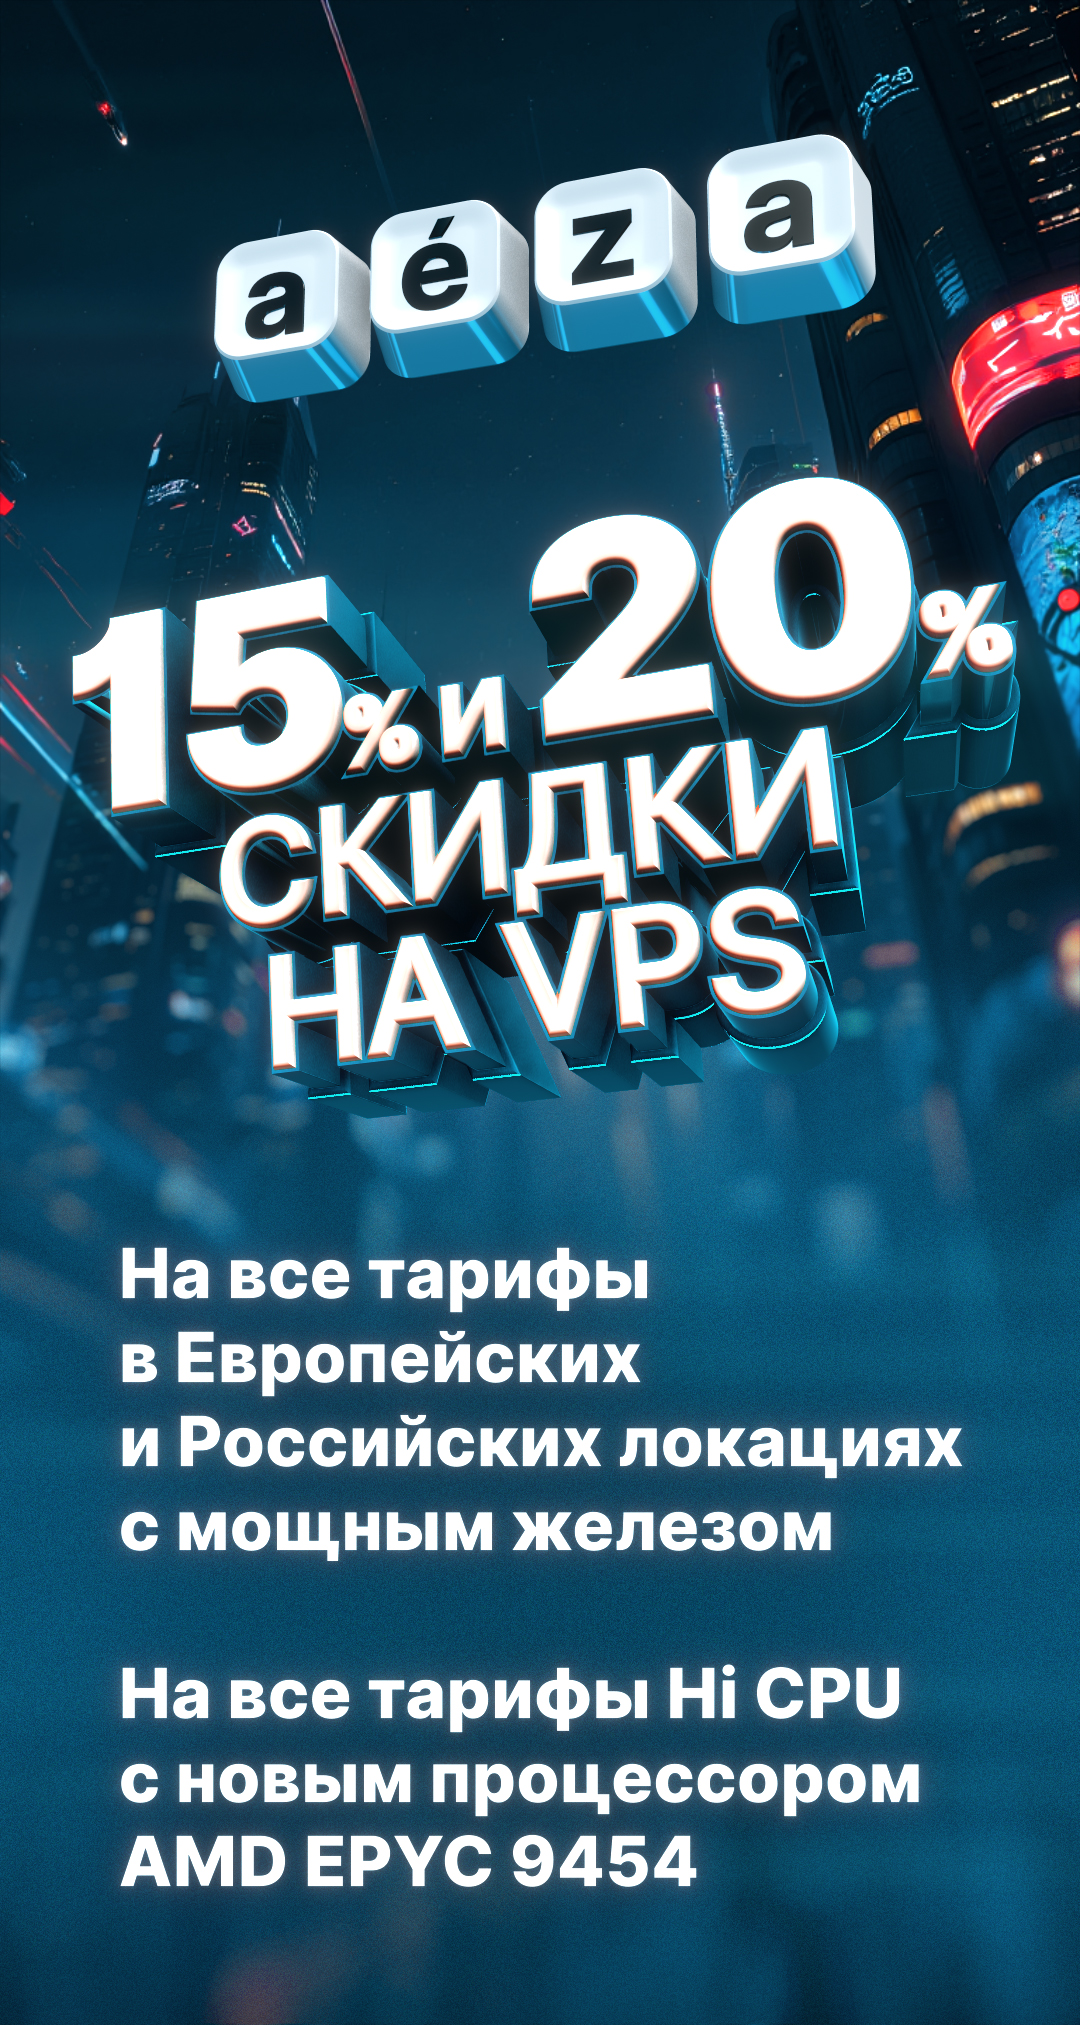 aéza
15% и 20%
СКИДКИ
НА VPS
На все тарифы
в Европейских
и Российских локациях
с мощным железом
На все тарифы Hi CPU
с новым процессором
AMD EPYC 9454